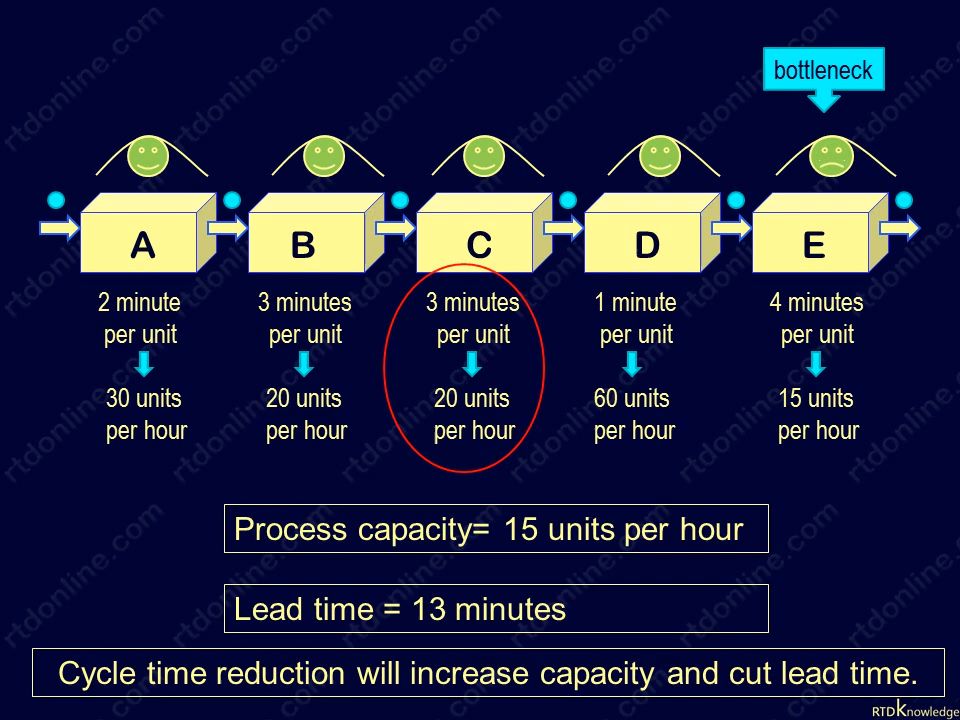 bottleneck
A B C D E
2 minute 3 minutes 3 minutes 1 minute 4 minutes
per unit per unit per unit per unit per unit
30 units 20 units 20 units 60 units 15 units
per hour per hour per hour per hour per hour
Process capacity= 15 units per hour
Lead time = 13 minutes
Cycle time reduction will increase capacity and cut lead time.
RTDKnowledge
rtdonline.com